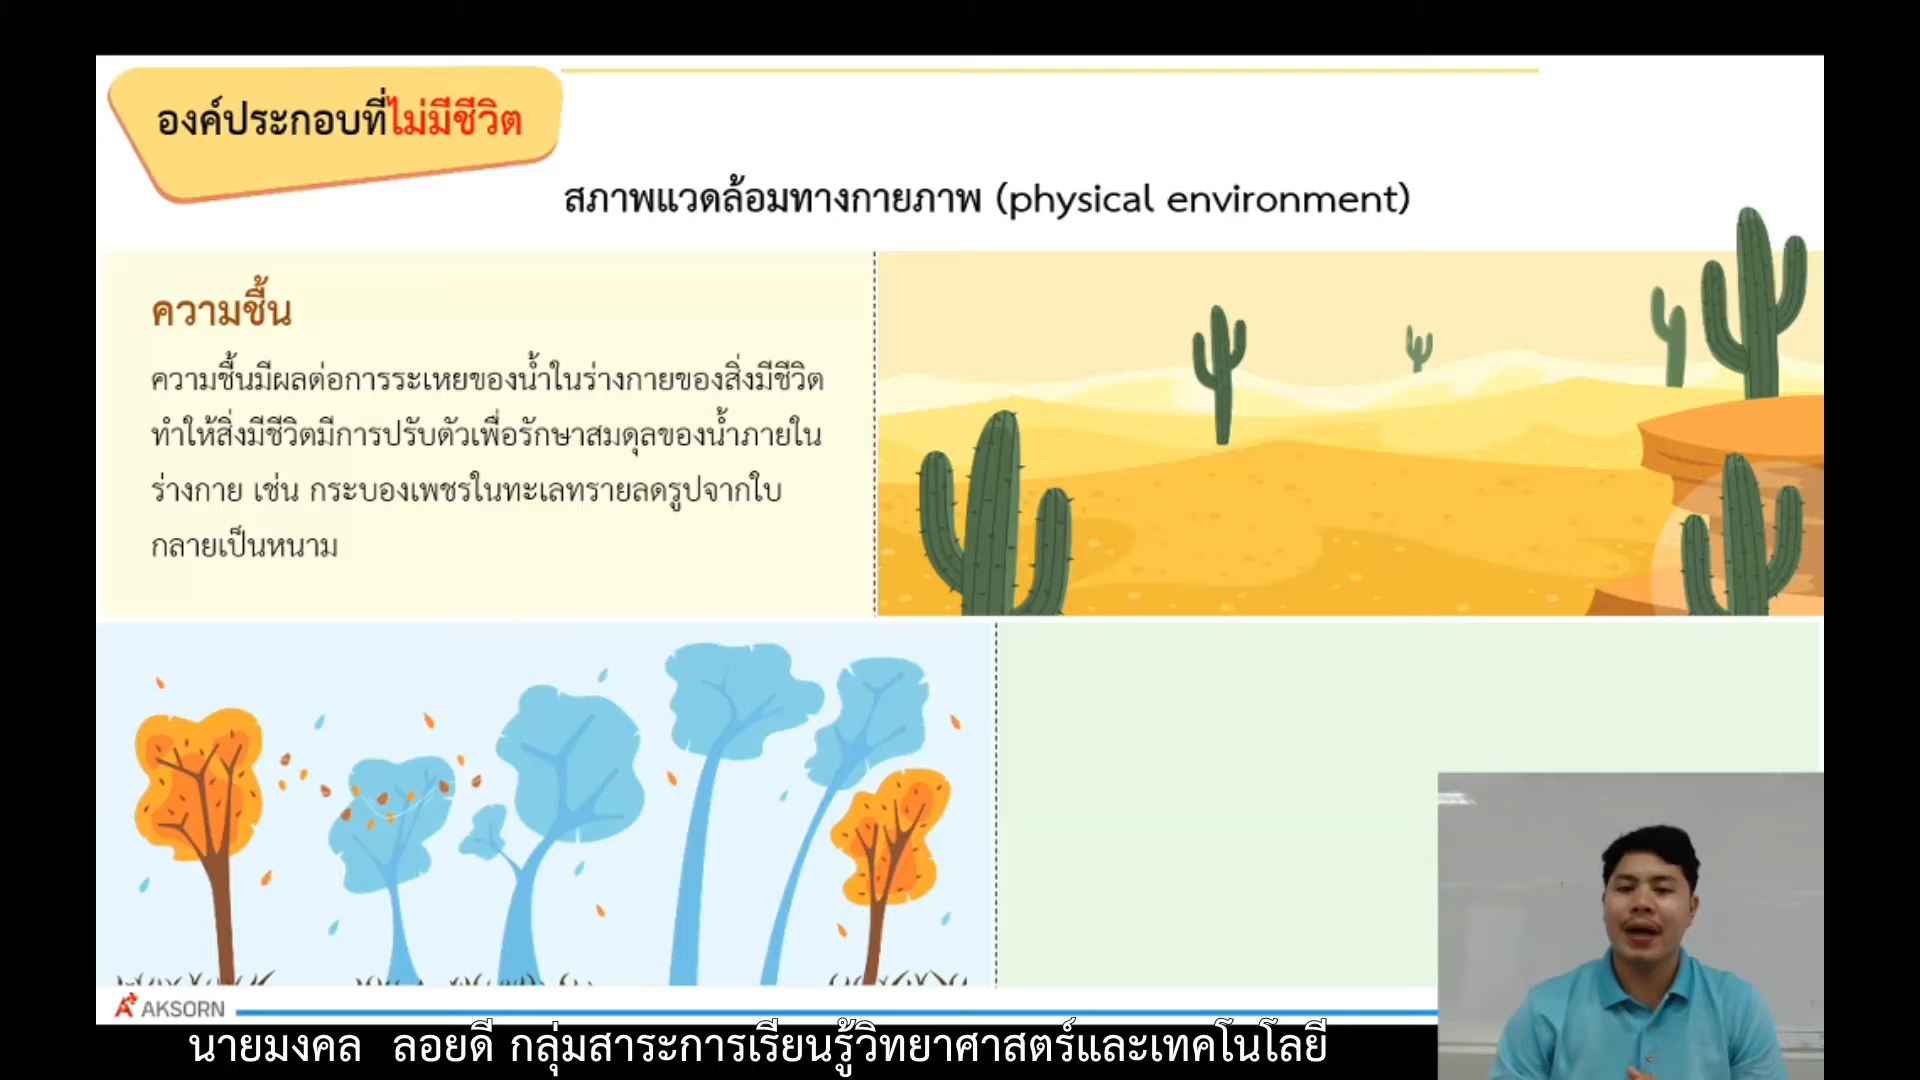 องค์ประกอบที่ไม่มีชีวิต
สภาพแวดล้อมทางกายภาพ (physical environment)
ความชื้น
ความชื้นมีผลต่อการระเหยของน้ำในร่างกายของสิ่งมีชีวิต
ทำให้สิ่งมีชีวิตมีการปรับตัวเพื่อรักษาสมดุลของน้ำภายใน
ร่างกาย เช่น กระบองเพชรในทะเลทรายลดรูปจากใบ
กลายเป็นหนาม
AKSORN
นายมงคล ลอยดี กลุ่มสาระการเรียนรู้วิทยาศาสตร์และเทคโนโลยี